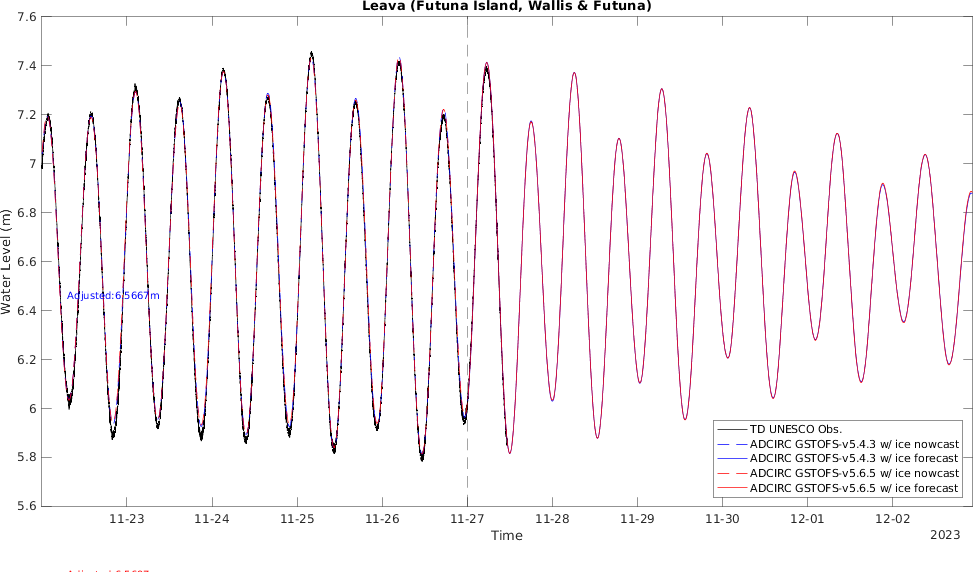 Leava (Futuna Island, Wallis & Futuna)
7.6
7.4
7.2
7
6.8
6.6
6.4
6.2
6
5.8
5.6
Water Level (m)
Adjusted:6.5667m
TD UNESCO Obs.
ADCIRC GSTOFS-v5.4.3 w/ ice nowcast
ADCIRC GSTOFS-v5.4.3 w/ ice forecast
ADCIRC GSTOFS-v5.6.5 w/ ice nowcast
ADCIRC GSTOFS-v5.6.5 w/ ice forecast
11-23 11-24 11-25 11-26 11-27 11-28 11-29 11-30 12-01 12-02
Time
2023